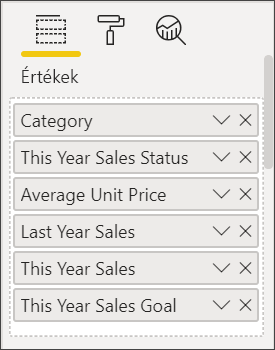 Értékek
Category
This Year Sales Status
Average Unit Price
Last Year Sales
This Year Sales
This Year Sales Goal